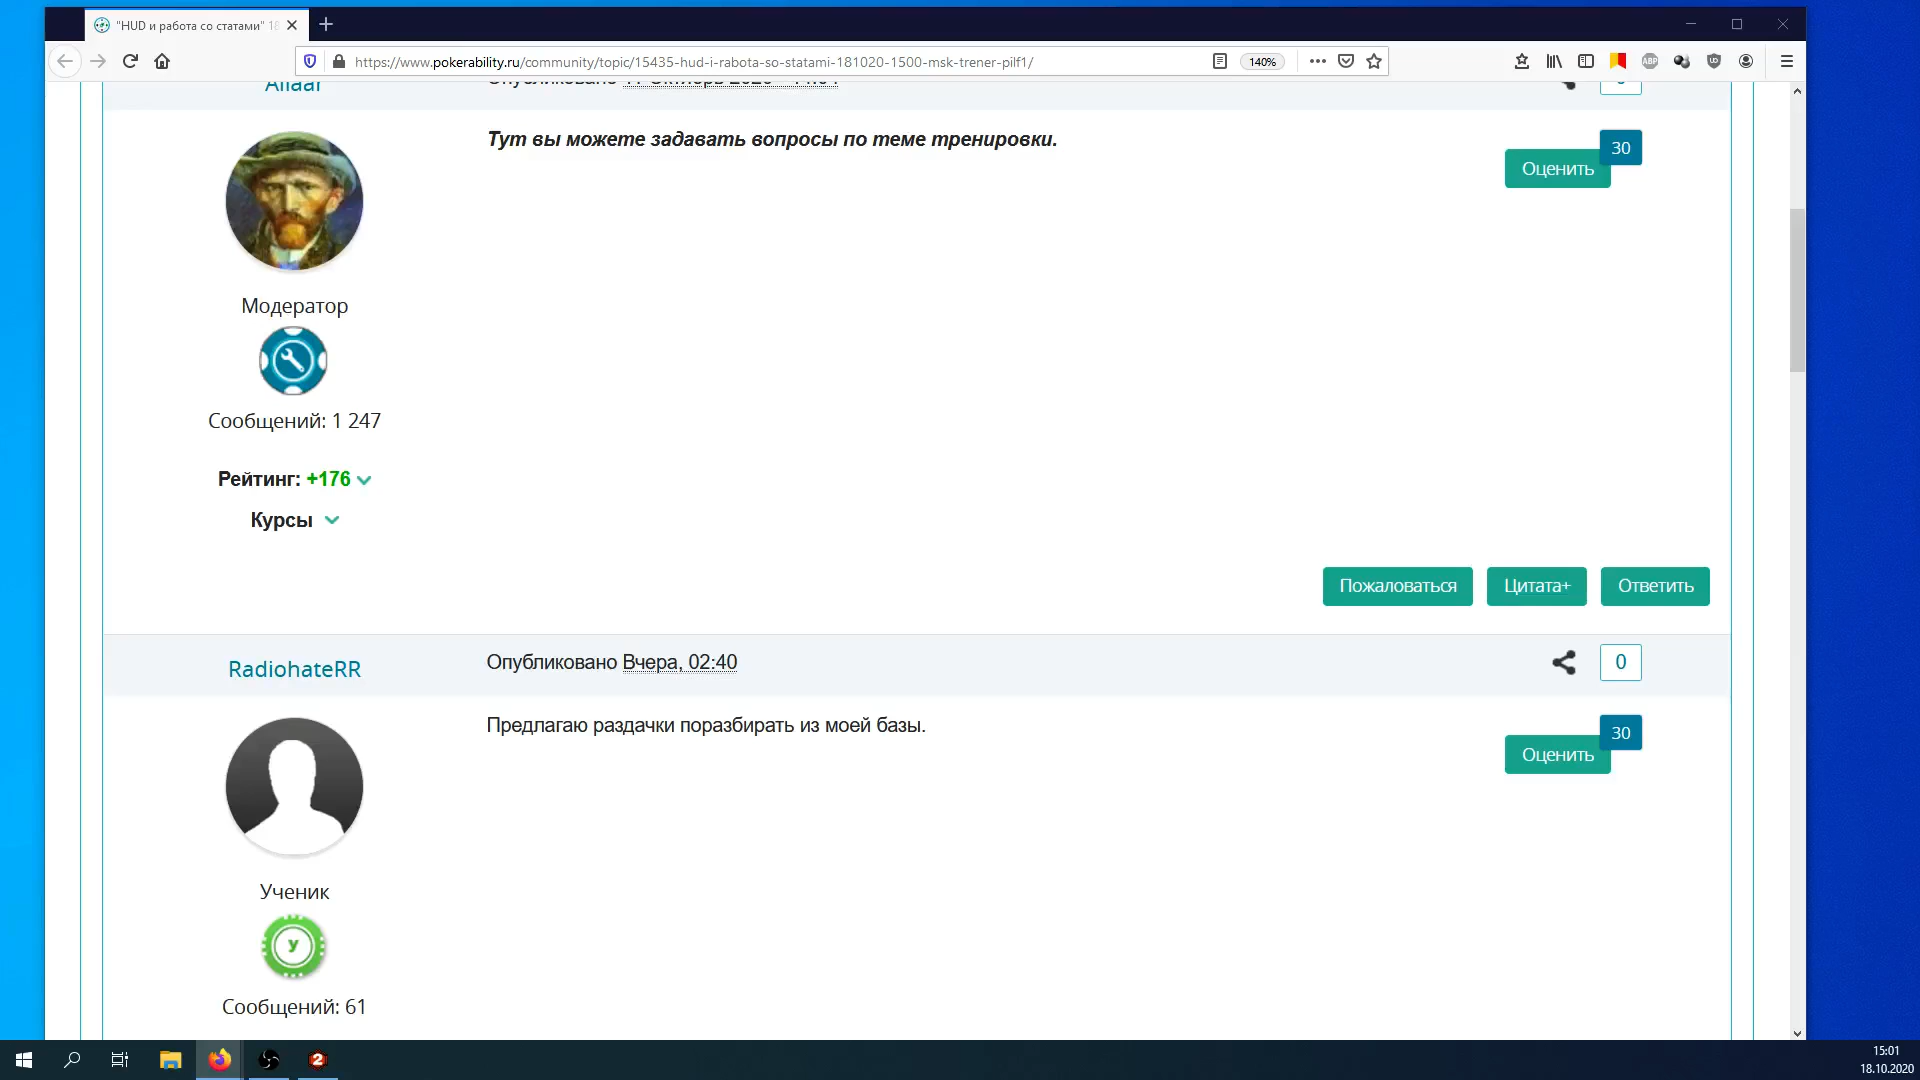 "HUD и работа со статами" 18
https://www.pokerability.ru/community/topic/15435-hud-i-rabota-so-statami-181020-1500-msk-trener-pilf1/
140%
ABP
Тут вы можете задавать вопросы по теме тренировки.
30
Оценить
Модератор
Сообщений: 1 247
Рейтинг: +176
Курсы
Пожаловаться
Цитата+
Ответить
RadiohateRR
Опубликовано Вчера, 02:40
0
Предлагаю раздачки поразбирать из моей базы.
30
Оценить
Ученик
У
Сообщений: 61
2
15:01
18.10.2020